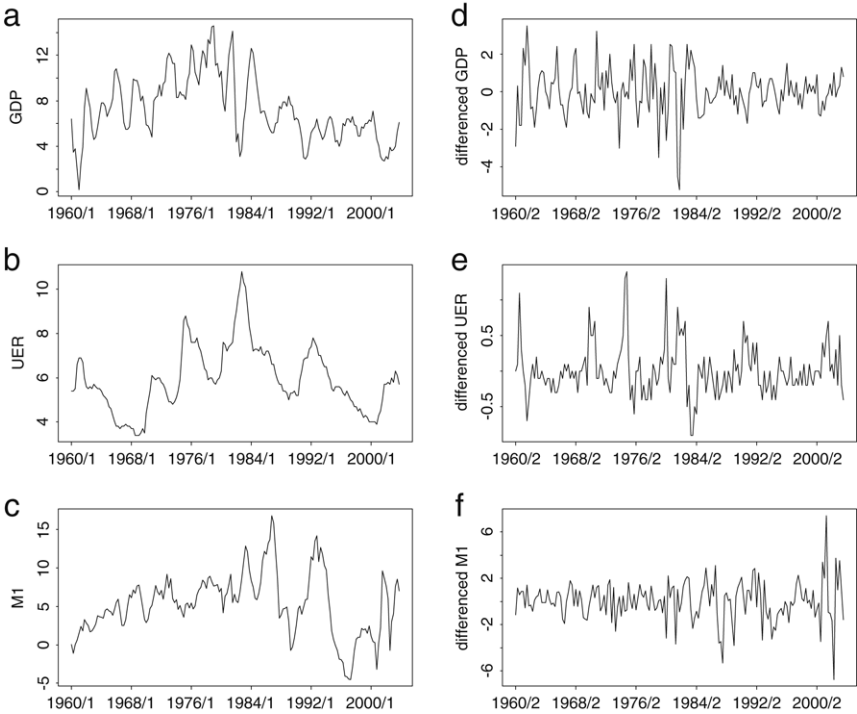 a
GDP
0 4 8 12
1960/1 1968/1 1976/1 1984/1 1992/1 2000/1
d
differenced GDP
-4 -2 0 2
1960/2 1968/2 1976/2 1984/2 1992/2 2000/2
b
UER
4 6 8 10
1960/1 1968/1 1976/1 1984/1 1992/1 2000/1
e
differenced UER
-0.5 0.5
1960/2 1968/2 1976/2 1984/2 1992/2 2000/2
c
M1
-5 0 5 10 15
1960/1 1968/1 1976/1 1984/1 1992/1 2000/1
f
differenced M1
-6 -2 2 6
1960/2 1968/2 1976/2 1984/2 1992/2 2000/2